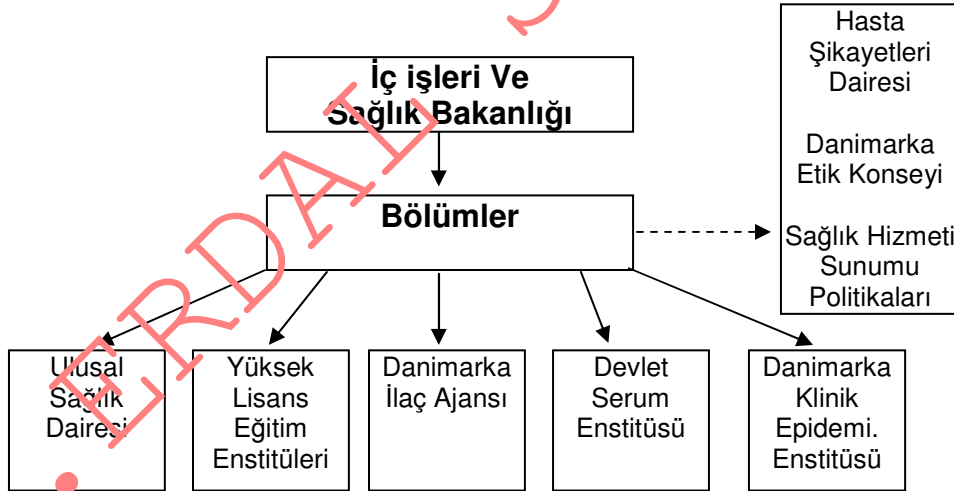 Hasta
Şikayetleri
Dairesi
Danimarka
Etik Konseyi
Sağlık Hizmeti
Sunumu
Politikaları
İç işleri Ve
Sağlık Bakanlığı
Bölümler
Ulusal
Sağlık
Dairesi
Yüksek
Lisans
Eğitim
Enstitüleri
Danimarka
İlaç Ajansı
Devlet
Serum
Enstitüsü
Danimarka
Klinik
Epidemi.
Enstitüsü
. ERDAL